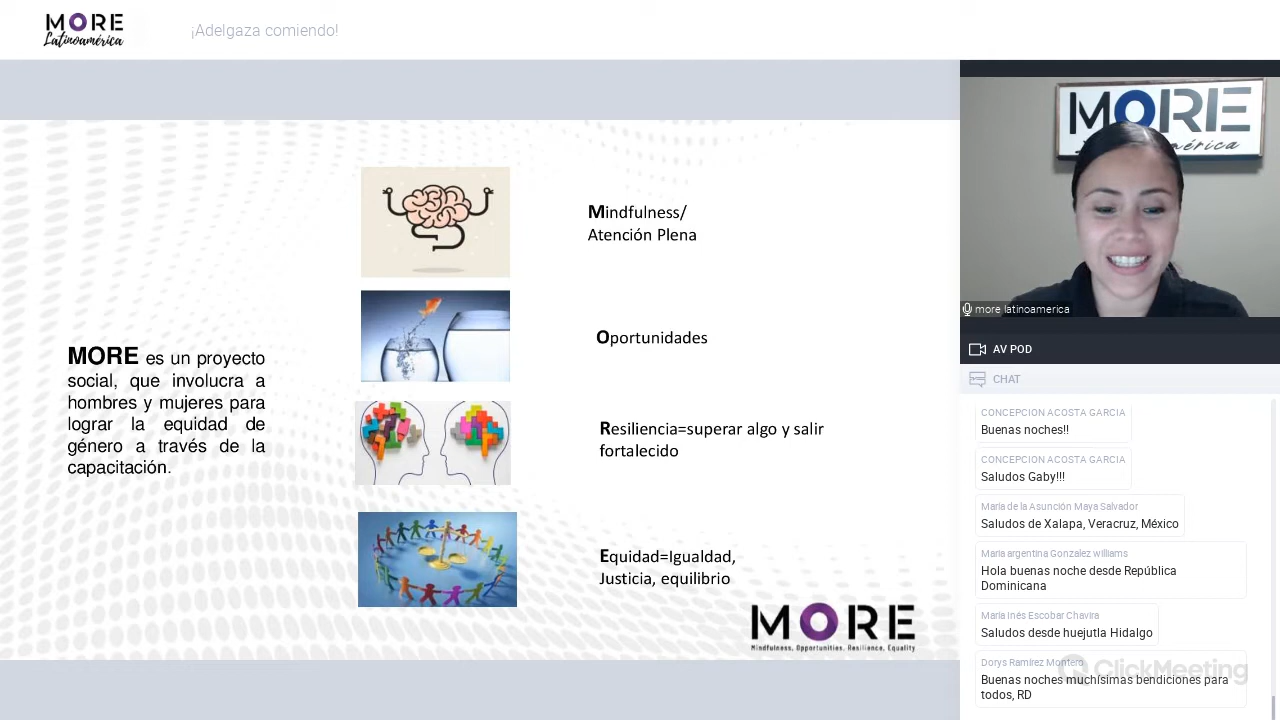 MORE
Latinoamérica
¡Adelgaza comiendo!
MORE es un proyecto
social, que involucra a
hombres y mujeres para
lograr la equidad de
género a través de la
capacitación.
Mindfulness/
Atención Plena
Oportunidades
Resiliencia=superar algo y salir
fortalecido
Equidad=Igualdad,
Justicia, equilibrio
MORE
Mindfulness, Opportunities, Resilience, Equality
MORE
more latinoamerica
AV POD
CHAT
CONCEPCION ACOSTA GARCIA
Buenas noches!!
CONCEPCION ACOSTA GARCIA
Saludos Gaby!!!
Maria de la Asunción Maya Salvador
Saludos de Xalapa, Veracruz, México
Maria argentina Gonzalez williams
Hola buenas noche desde República
Dominicana
María Inés Escobar Chavira
Saludos desde huejutla Hidalgo
Dorys Ramírez Montero
ClickMeeting
Buenas noches muchísimas bendiciones para
todos, RD